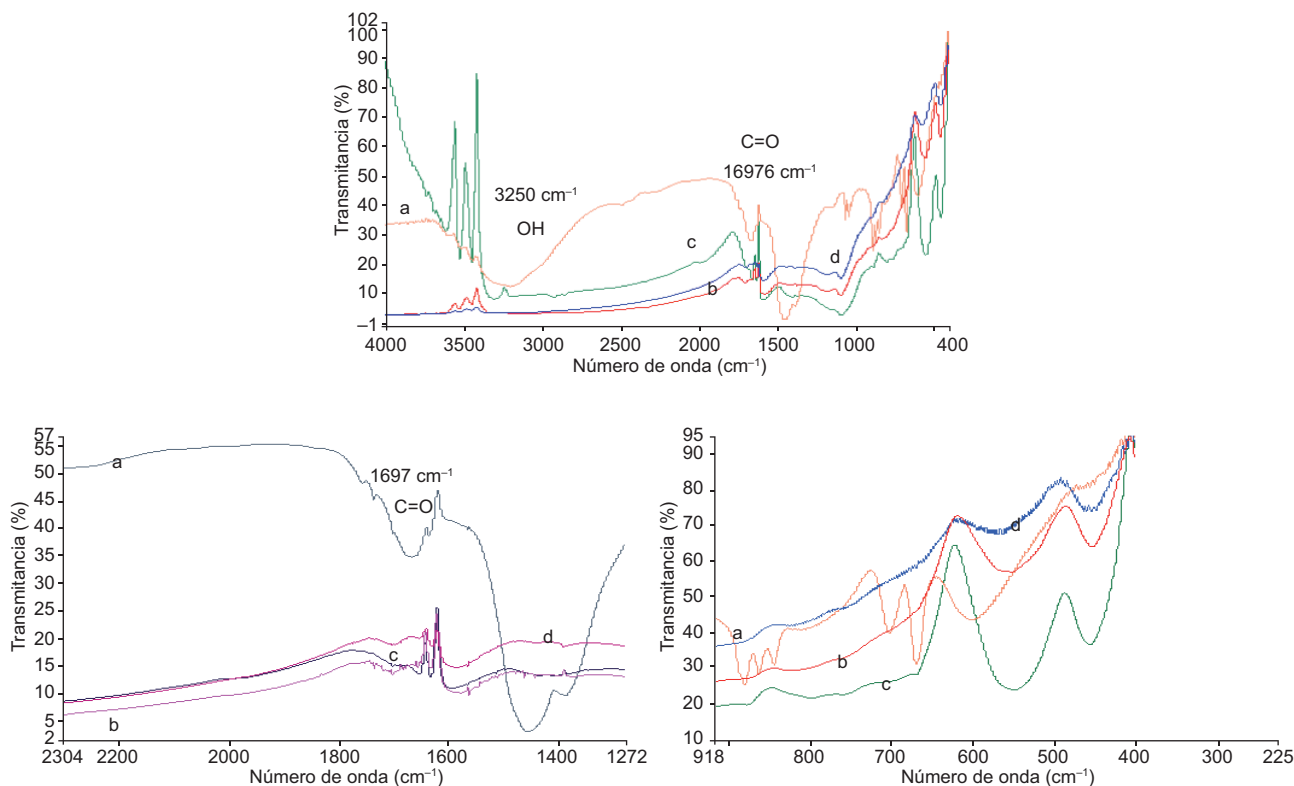 102
100
90
80
70
60
50
40
30
20
10
–1
Transmitancia (%)
a
3250 cm⁻¹
OH
C=O
16976 cm⁻¹
c
b
d
4000 3500 3000 2500 2000 1500 1000 400
Número de onda (cm⁻¹)
57
55
50
45
40
35
30
25
20
15
10
5
2
Transmitancia (%)
a
1697 cm⁻¹
C=O
d
c
b
2304 2200 2000 1800 1600 1400 1272
Número de onda (cm⁻¹)
95
90
80
70
60
50
40
30
20
10
Transmitancia (%)
d
a
b
c
918 800 700 600 500 400 300 225
Número de onda (cm⁻¹)